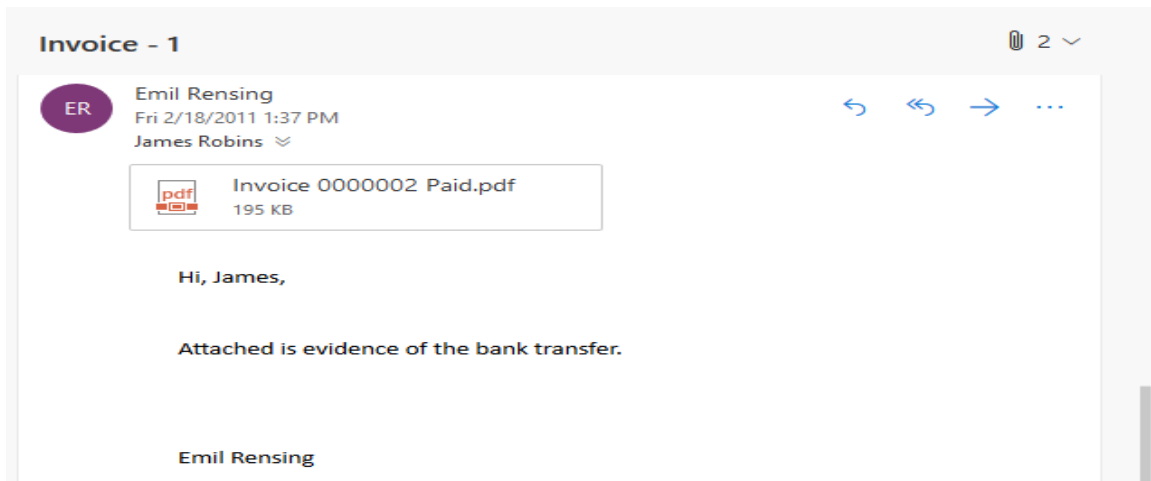 Invoice - 1
2
ER
Emil Rensing
Fri 2/18/2011 1:37 PM
James Robins
pdf
Invoice 0000002 Paid.pdf
195 KB
Hi, James,
Attached is evidence of the bank transfer.
Emil Rensing